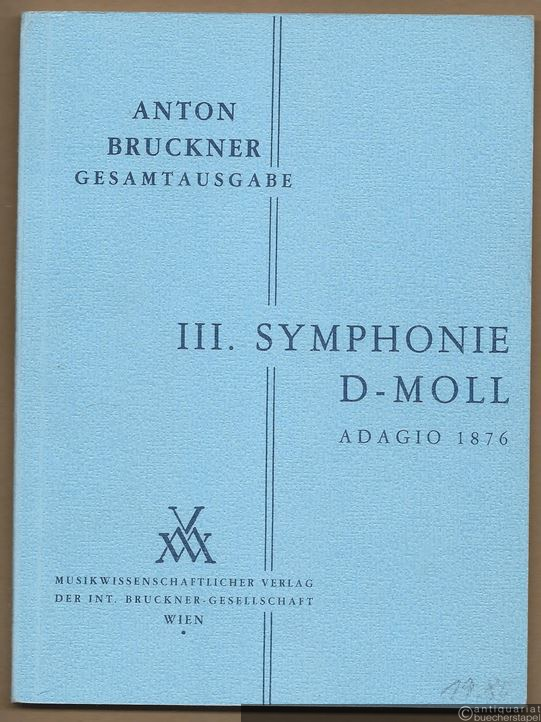 ANTON
BRUCKNER
GESAMTAUSGABE
III. SYMPHONIE
D-MOLL
ADAGIO 1876
MUSIKWISSENSCHAFTLICHER VERLAG
DER INT. BRUCKNER-GESELLSCHAFT
WIEN
©antiquariat
buecherstapel